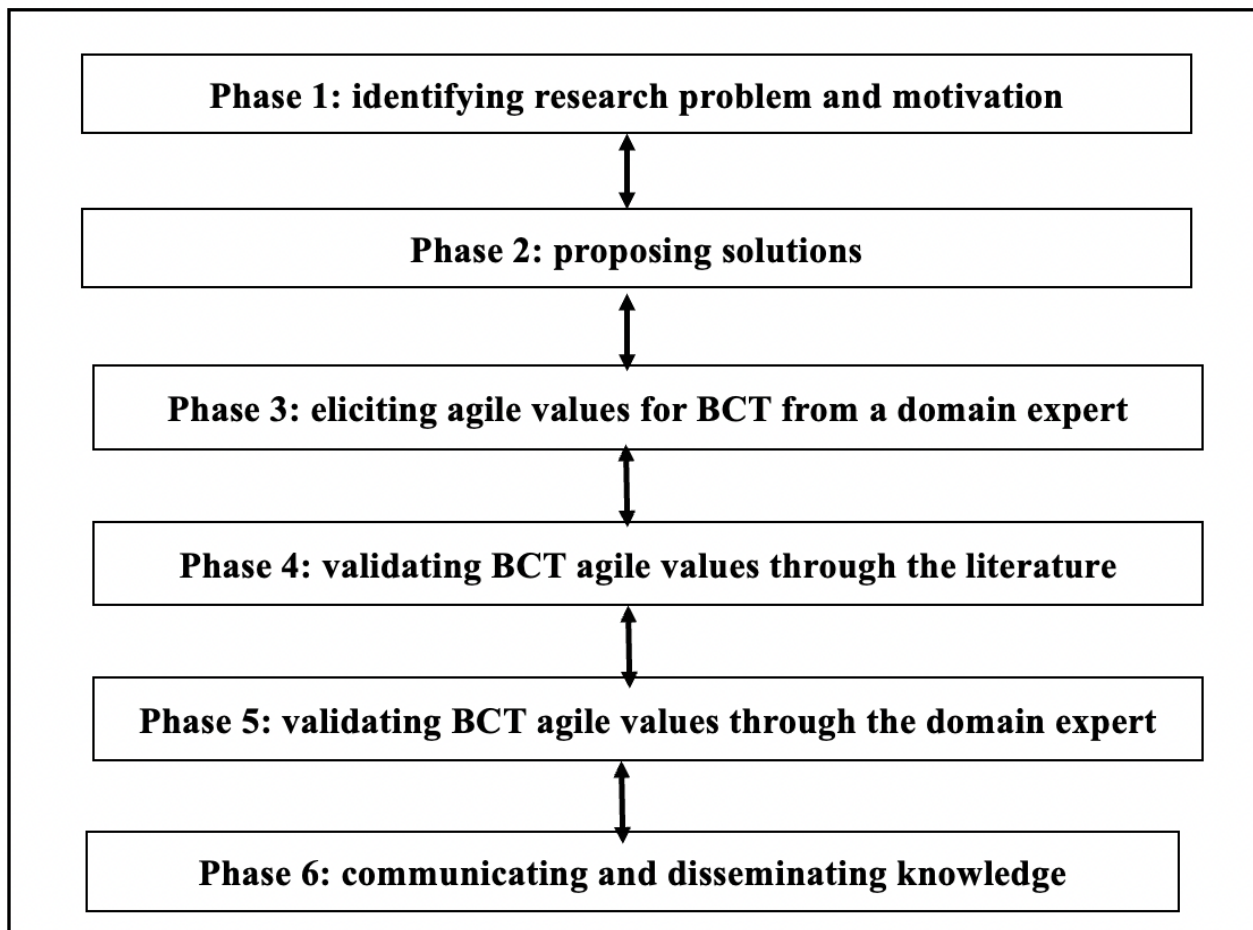 Phase 1: identifying research problem and motivation
Phase 2: proposing solutions
Phase 3: eliciting agile values for BCT from a domain expert
Phase 4: validating BCT agile values through the literature
Phase 5: validating BCT agile values through the domain expert
Phase 6: communicating and disseminating knowledge